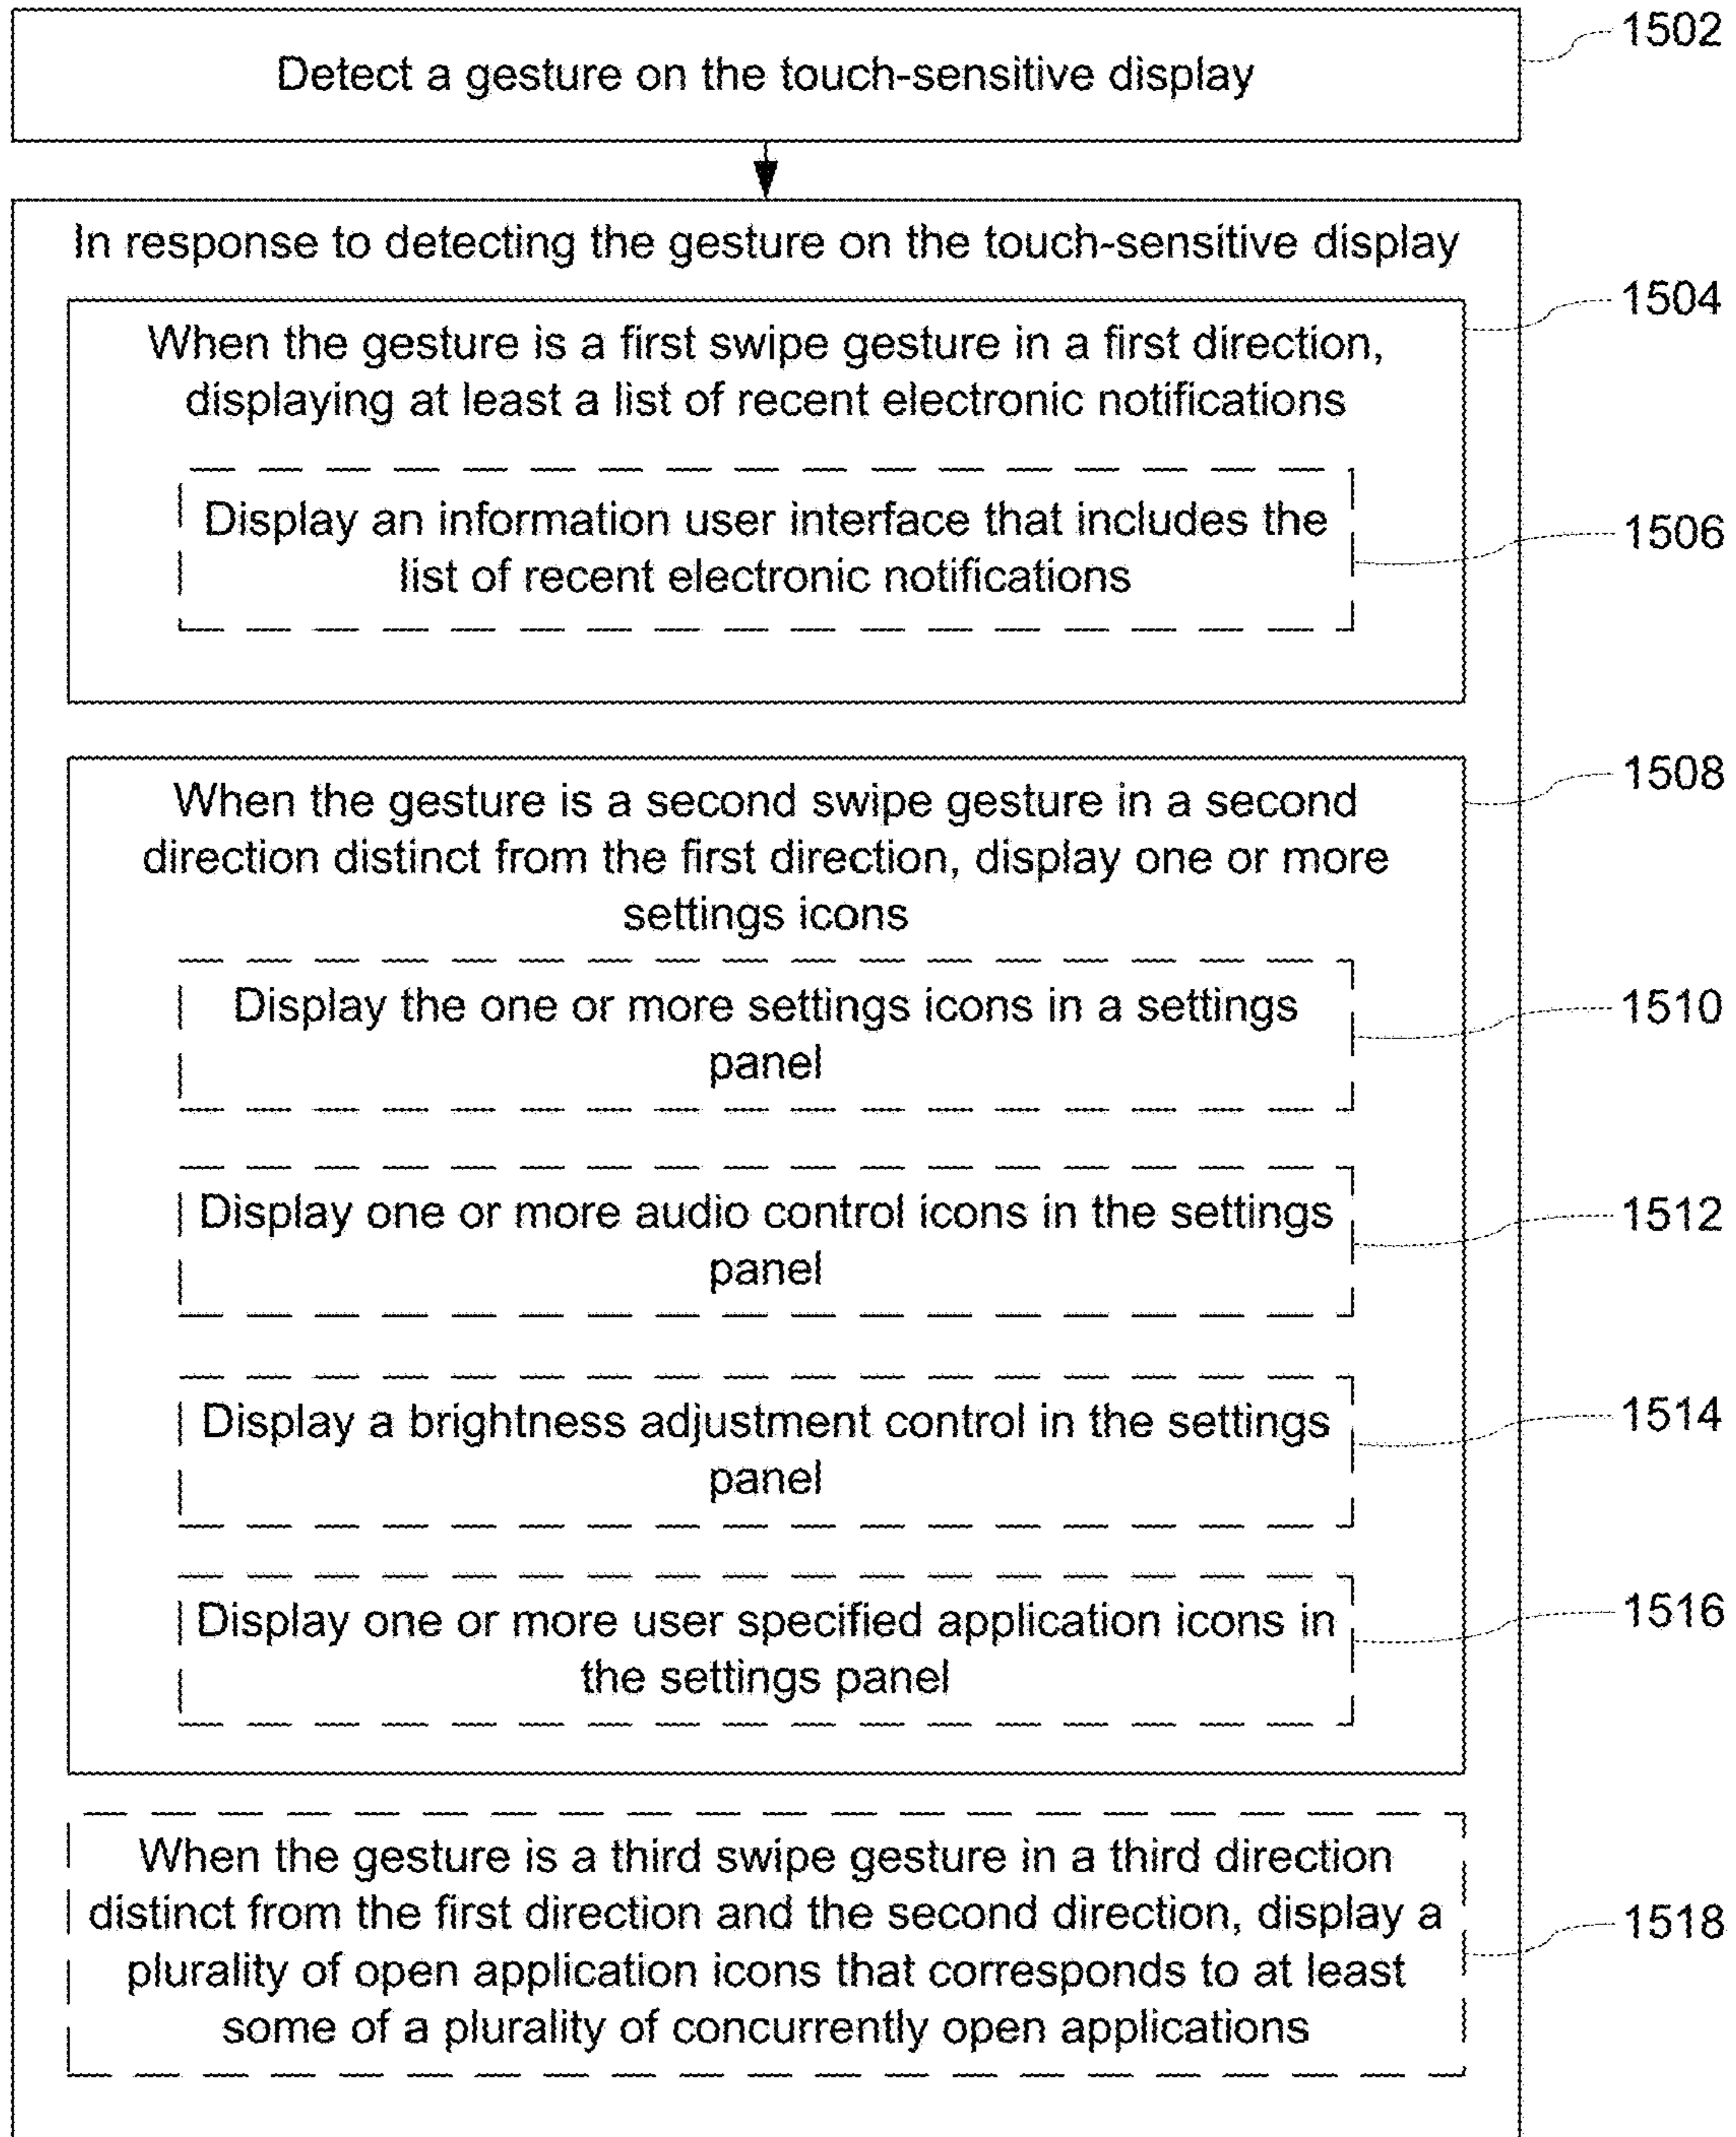 Detect a gesture on the touch-sensitive display
1502
In response to detecting the gesture on the touch-sensitive display
When the gesture is a first swipe gesture in a first direction,
displaying at least a list of recent electronic notifications
1504
Display an information user interface that includes the
list of recent electronic notifications
1506
When the gesture is a second swipe gesture in a second
direction distinct from the first direction, display one or more
settings icons
1508
Display the one or more settings icons in a settings
panel
1510
Display one or more audio control icons in the settings
panel
1512
Display a brightness adjustment control in the settings
panel
1514
Display one or more user specified application icons in
the settings panel
1516
When the gesture is a third swipe gesture in a third direction
distinct from the first direction and the second direction, display a
plurality of open application icons that corresponds to at least
some of a plurality of concurrently open applications
1518